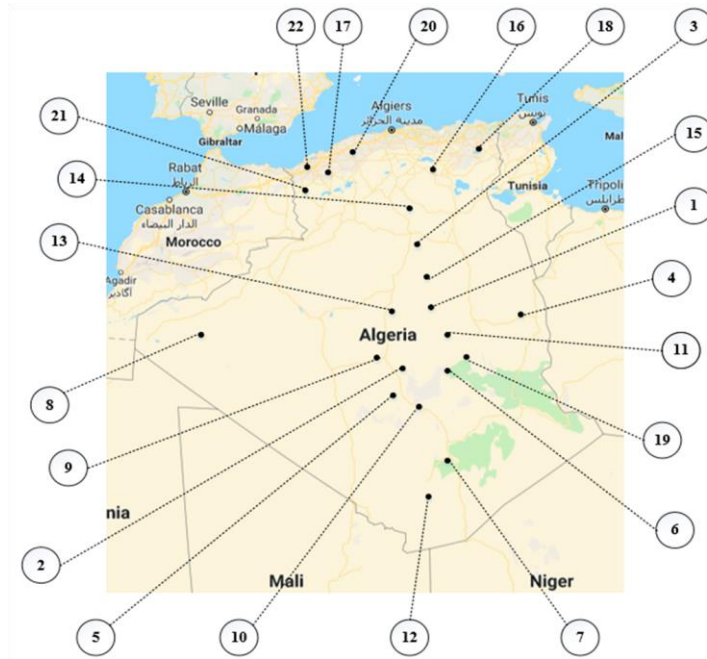 22
17
20
16
18
3
Seville
Granada
Málaga
Gibraltar
Algiers
مدينة الجزائر
Tunis
تونس
Mal
21
15
14
Rabat
الرباط
Casablanca
الدار البيضاء
Morocco
Tunisia
Tripoli
طرابلس
1
13
Agadir
أكادير
4
Algeria
11
8
9
19
nia
6
2
Mali
Niger
5
10
12
7